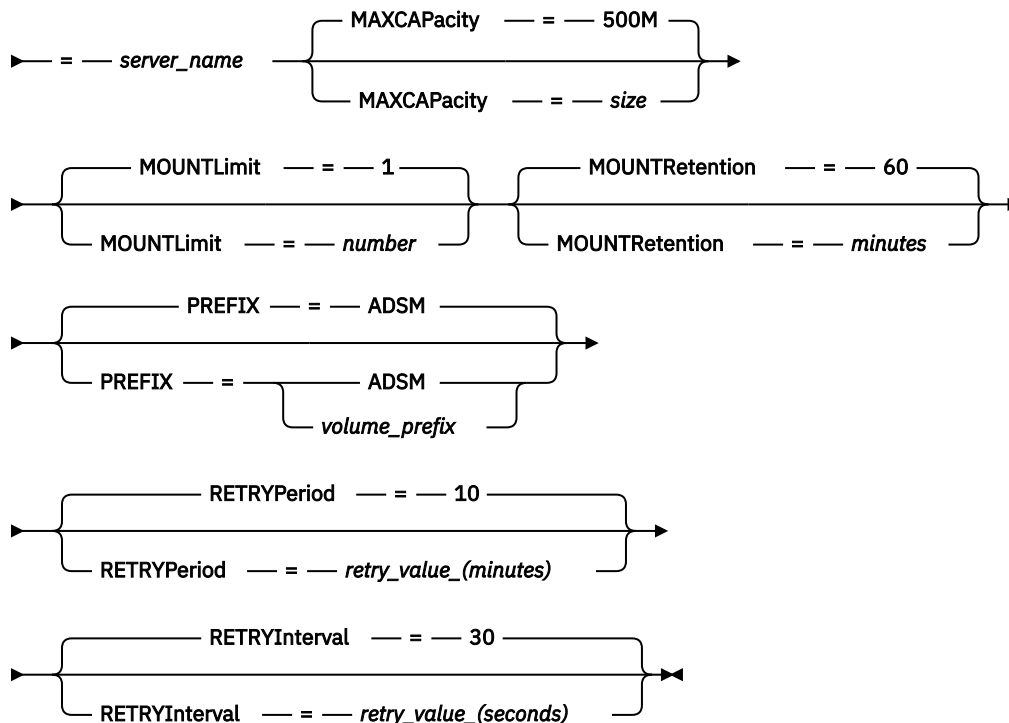 MAXCAPacity = 500M
= server_name
MAXCAPacity = size
MOUNTLimit = 1 MOUNTRetention = 60
MOUNTLimit = number MOUNTRetention = minutes
PREFIX = ADSM
PREFIX = ADSM
volume_prefix
RETRYPeriod = 10
RETRYPeriod = retry_value_(minutes)
RETRYInterval = 30
RETRYInterval = retry_value_(seconds)